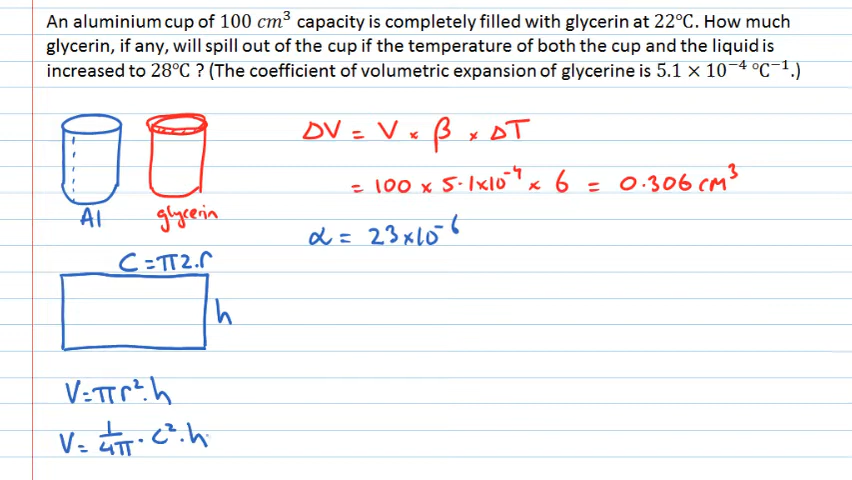 An aluminium cup of 100 cm³ capacity is completely filled with glycerin at 22°C. How much
glycerin, if any, will spill out of the cup if the temperature of both the cup and the liquid is
increased to 28°C ? (The coefficient of volumetric expansion of glycerine is 5.1 × 10⁻⁴ °C⁻¹.)
ΔV = V × β × ΔT
= 100 × 5.1×10⁻⁴ × 6 = 0.306 cm³
Al
glycerin
α = 23×10⁻⁶
C = π2.r
h
V=πr².h
V= 1/4π . C².h